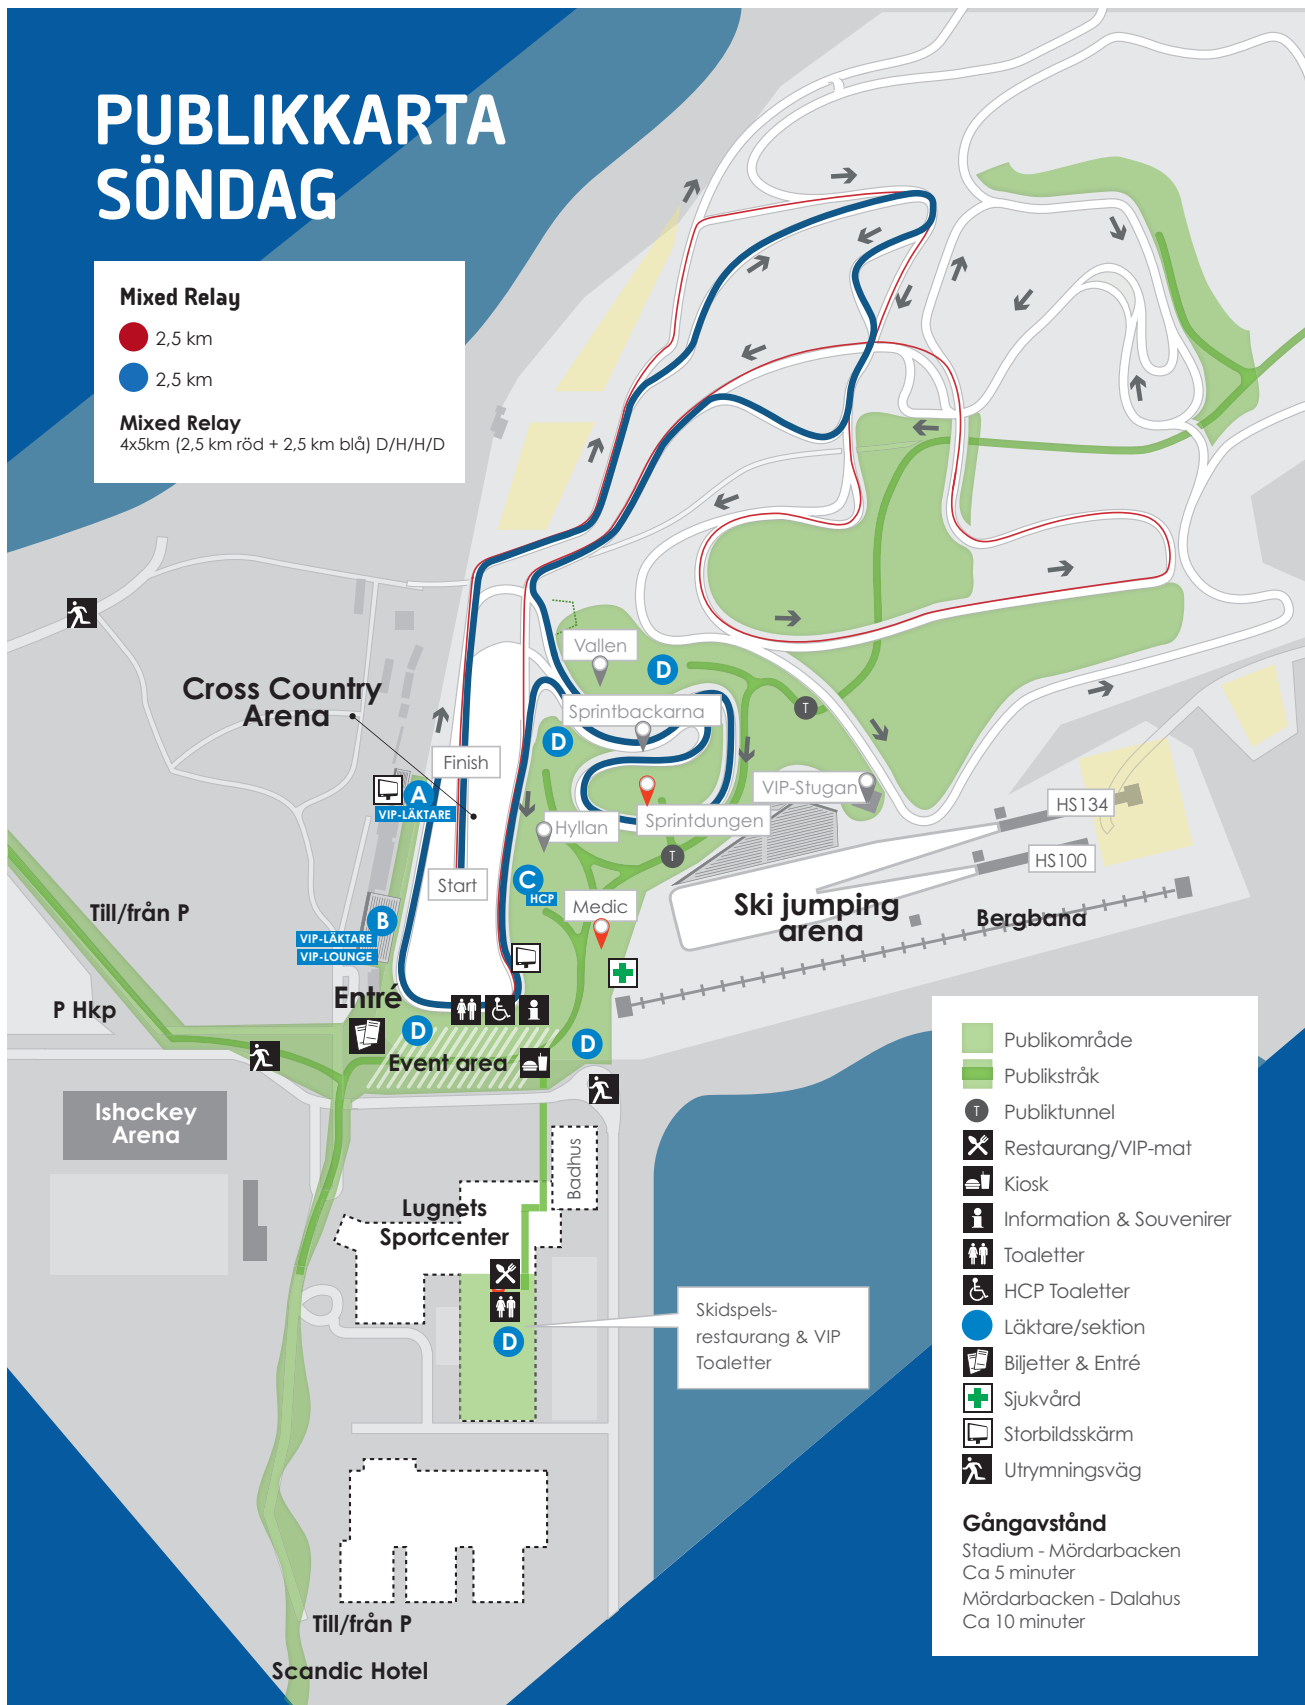 PUBLIKKARTA
SÖNDAG
Mixed Relay
2,5 km
2,5 km
Mixed Relay
4x5km (2,5 km röd + 2,5 km blå) D/H/H/D
Vallen
D
Cross Country
Arena
Sprintbackarna
T
D
Finish
A
VIP-LÄKTARE
VIP-Stugan
HS134
Sprintdungen
Hyllan
T
HS100
Start
C
HCP
Medic
Till/från P
B
VIP-LÄKTARE
VIP-LOUNGE
Ski jumping
arena
Bergbana
Entré
P Hkp
D
D
Event area
Ishockey
Arena
Badhus
Lugnets
Sportcenter
D
Skidspels-
restaurang & VIP
Toaletter
Till/från P
Scandic Hotel
Publikområde
Publikstråk
T
Publiktunnel
Restaurang/VIP-mat
Kiosk
Information & Souvenirer
Toaletter
HCP Toaletter
Läktare/sektion
Biljetter & Entré
Sjukvård
Storbildsskärm
Utrymningsväg
Gångavstånd
Stadium - Mördarbacken
Ca 5 minuter
Mördarbacken - Dalahus
Ca 10 minuter